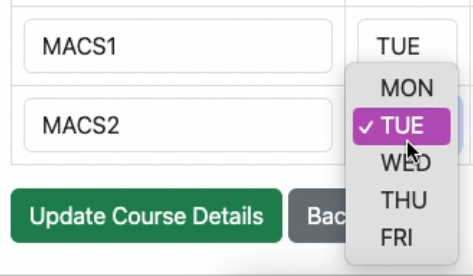 MACS1 TUE
MON
MACS2 ✓ TUE
WED
Update Course Details Bac THU
FRI